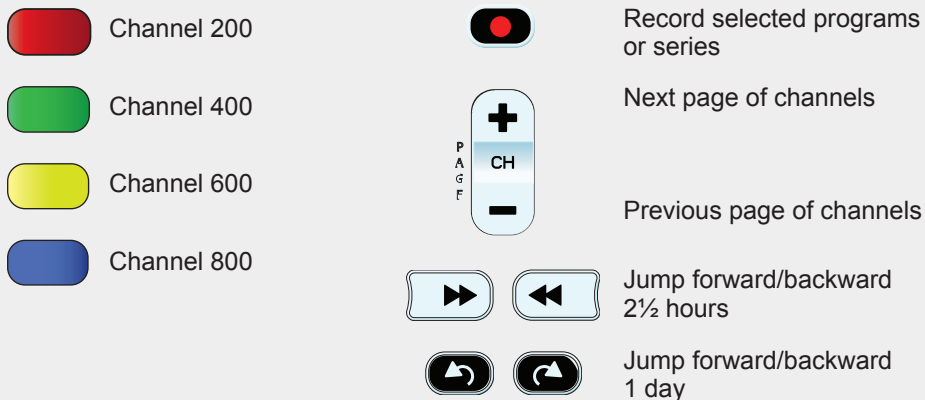 Channel 200
Channel 400
Channel 600
Channel 800
Record selected programs
or series
PAGE
CH
Next page of channels
Previous page of channels
Jump forward/backward
2½ hours
Jump forward/backward
1 day